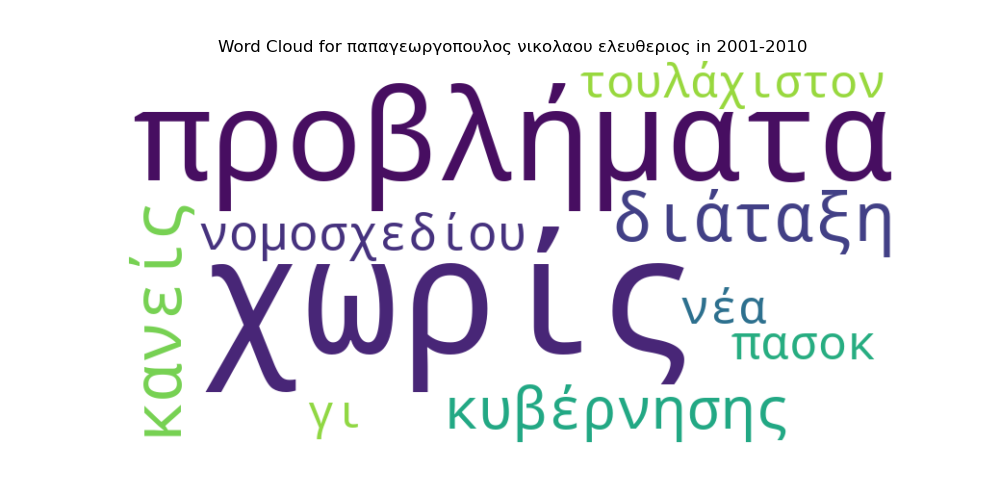 Word Cloud for παπαγεωργοπουλος νικολαου ελευθεριος in 2001-2010
τουλάχιστον
προβλήματα
διάταξη
νομοσχεδίου
κανείς
χωρίς
νέα
πασοκ
κυβέρνησης
γι